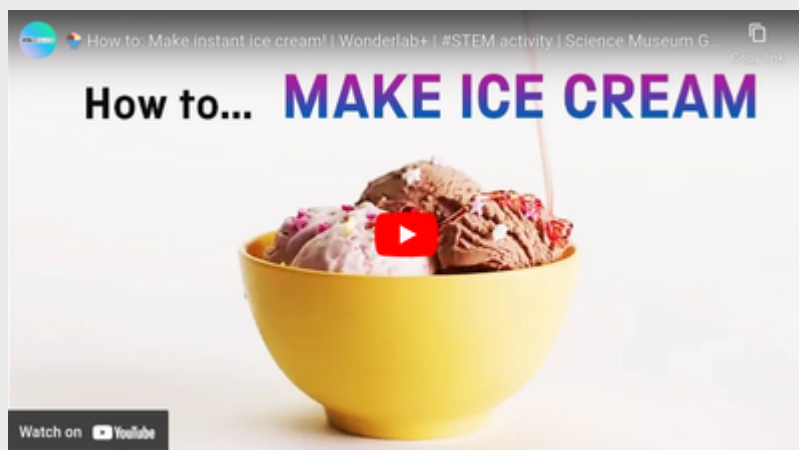 How to: Make instant ice cream! | Wonderlab+ | #STEM activity | Science Museum G...
Copy link
How to... MAKE ICE CREAM
Watch on YouTube